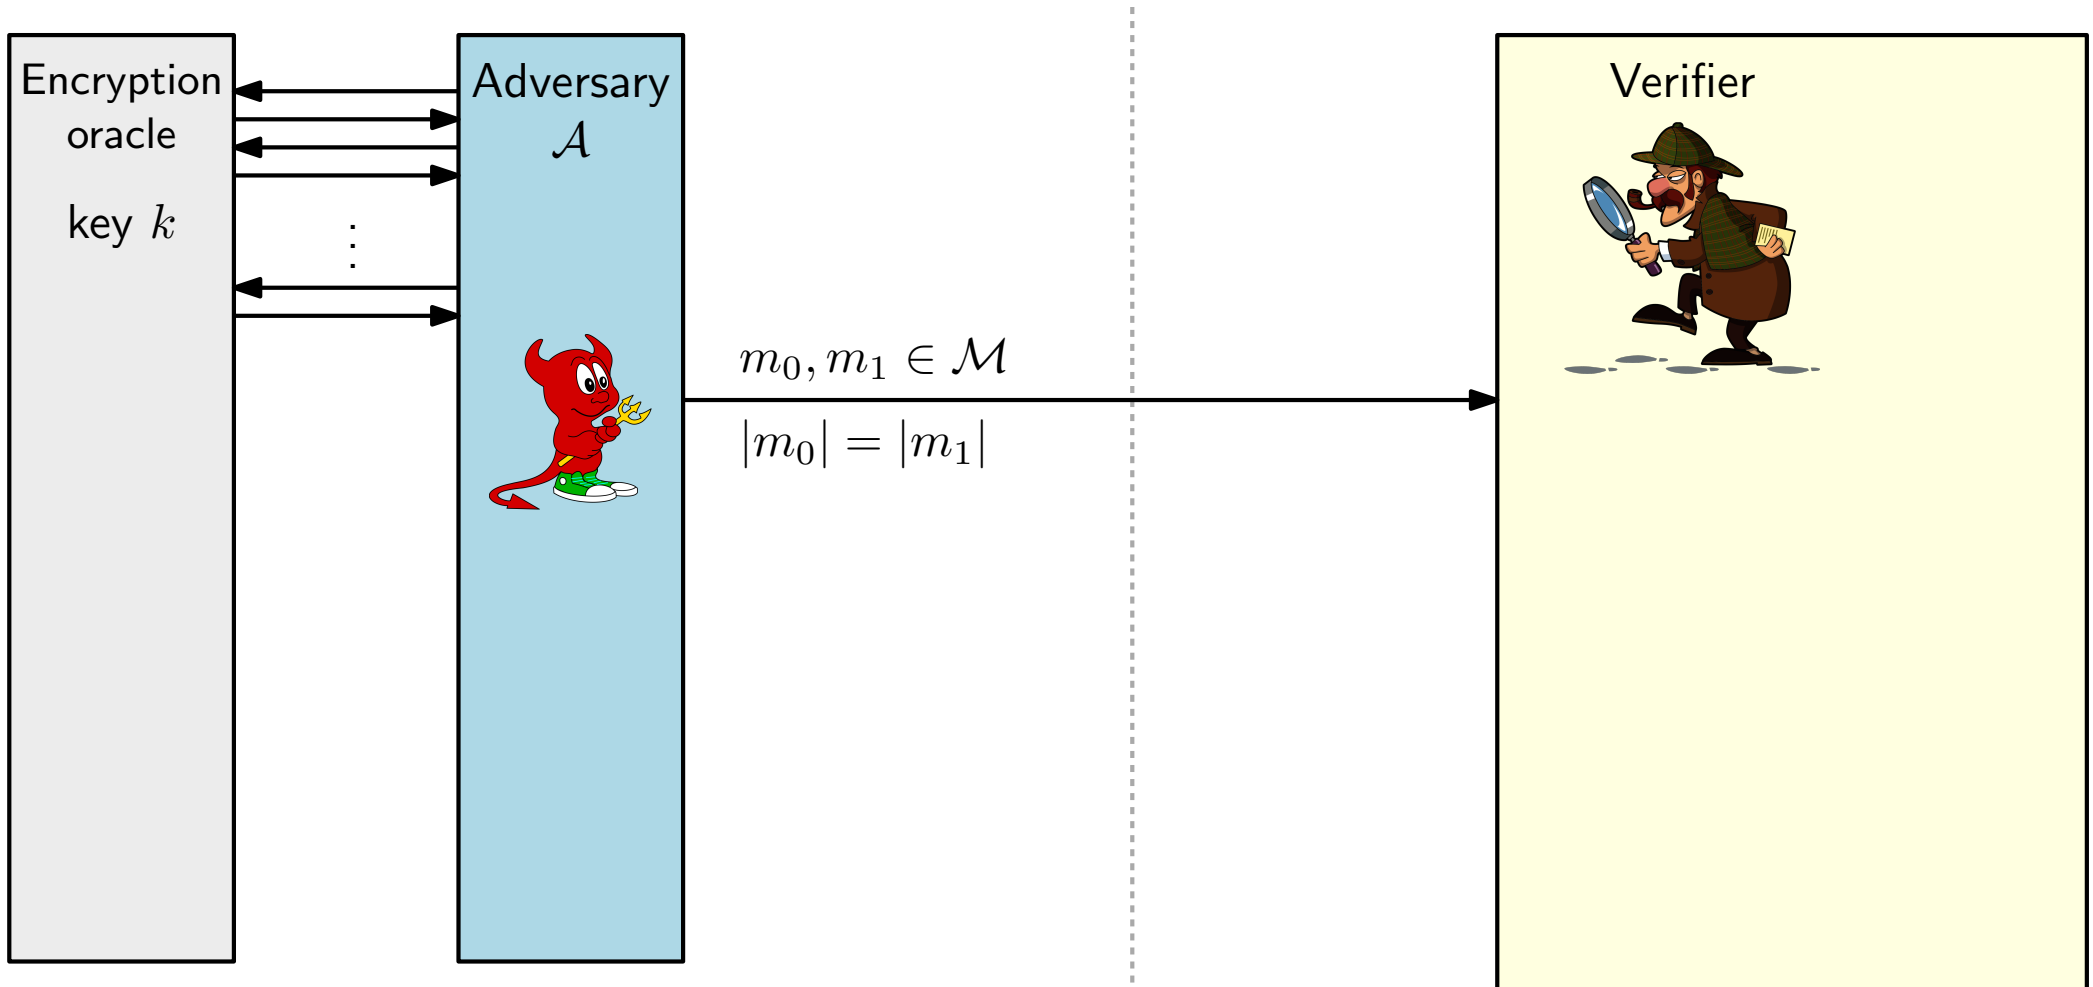 Encryption
oracle
key k
⋮
Adversary
𝒜
m₀, m₁ ∈ ℳ
|m₀| = |m₁|
Verifier